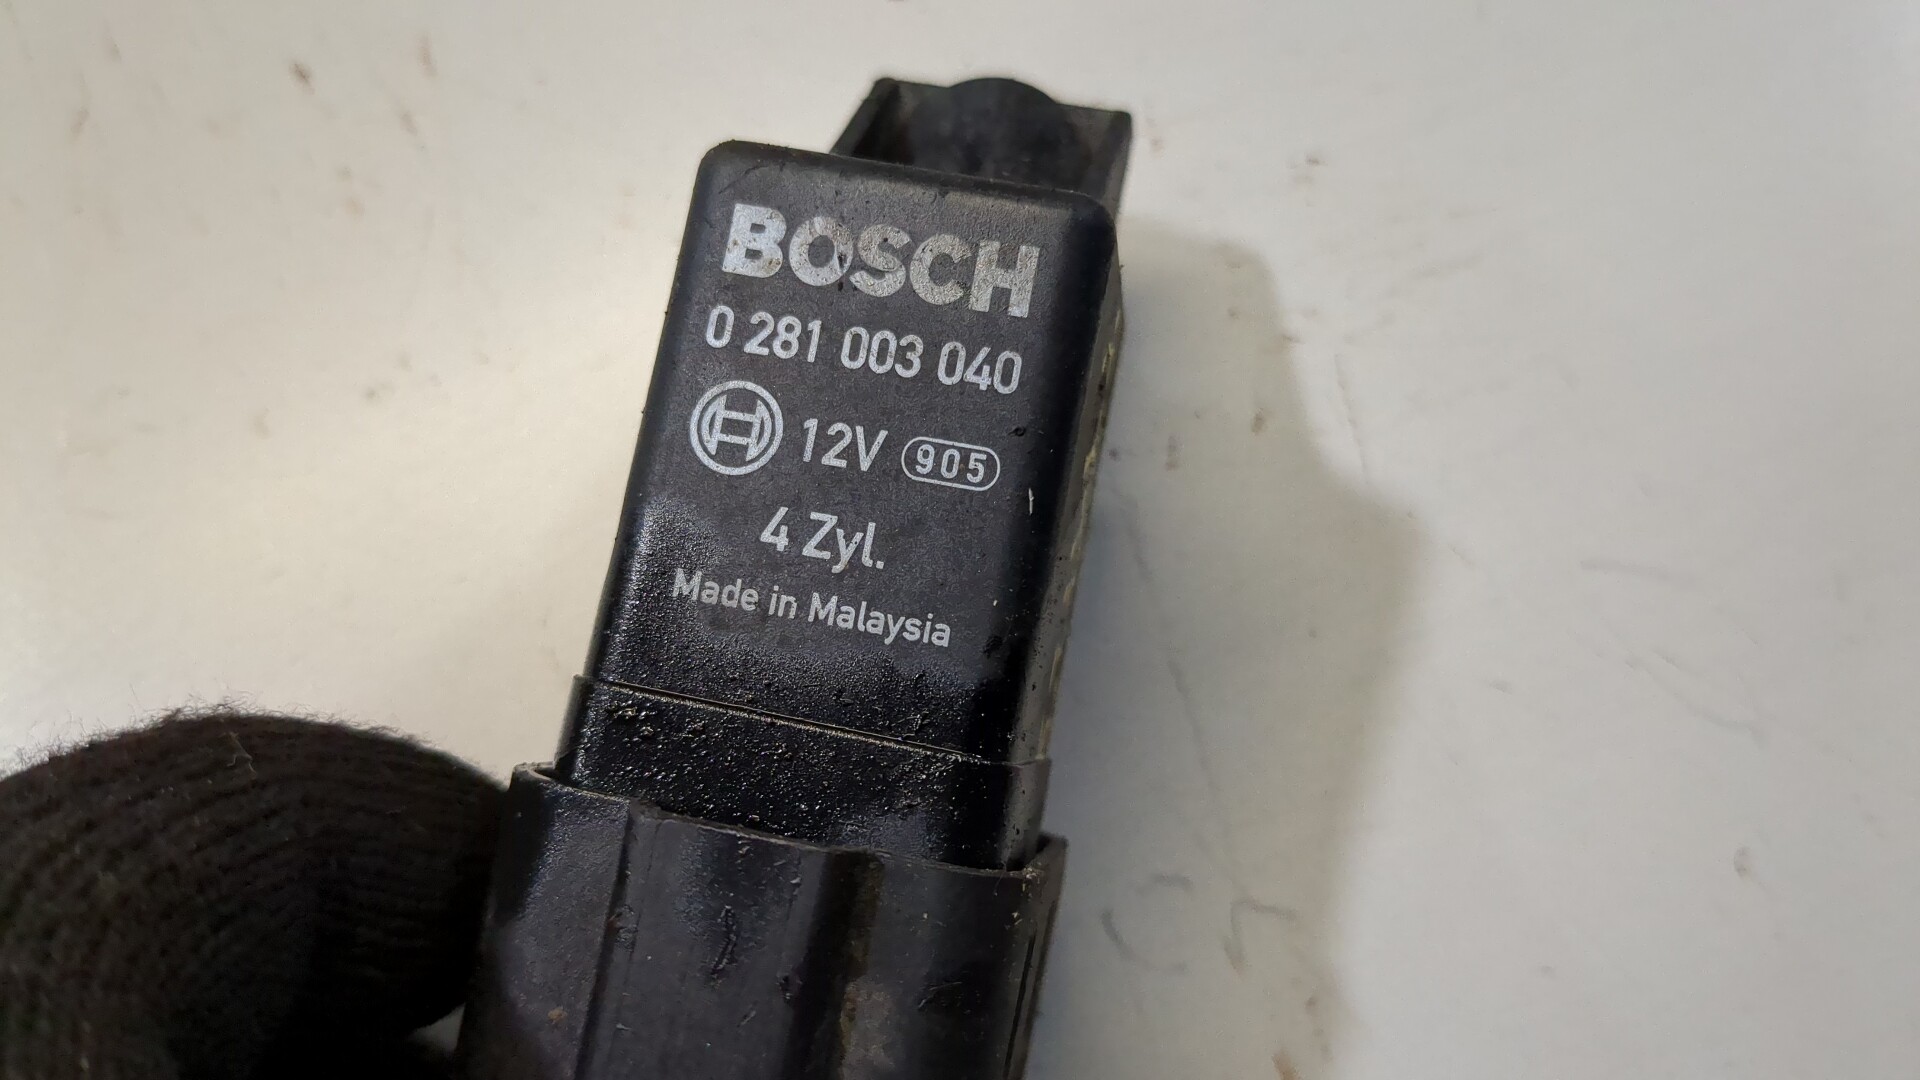 BOSCH
0 281 003 040
12V 905
4 Zyl.
Made in Malaysia